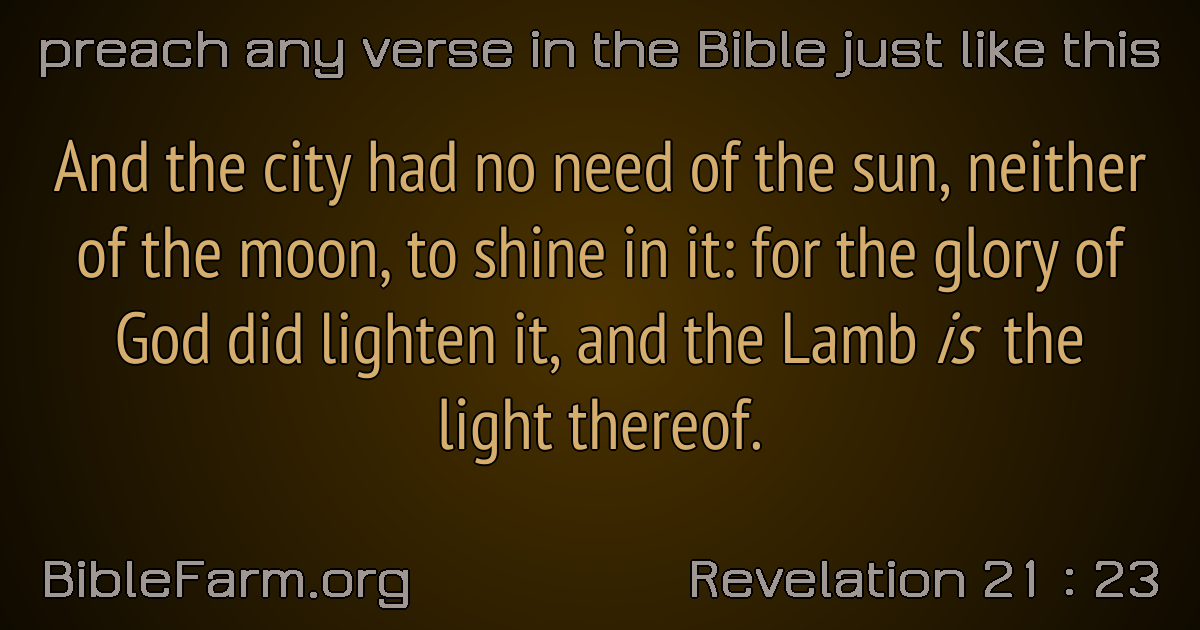 preach any verse in the Bible just like this
And the city had no need of the sun, neither
of the moon, to shine in it: for the glory of
God did lighten it, and the Lamb is the
light thereof.
BibleFarm.org
Revelation 21 : 23